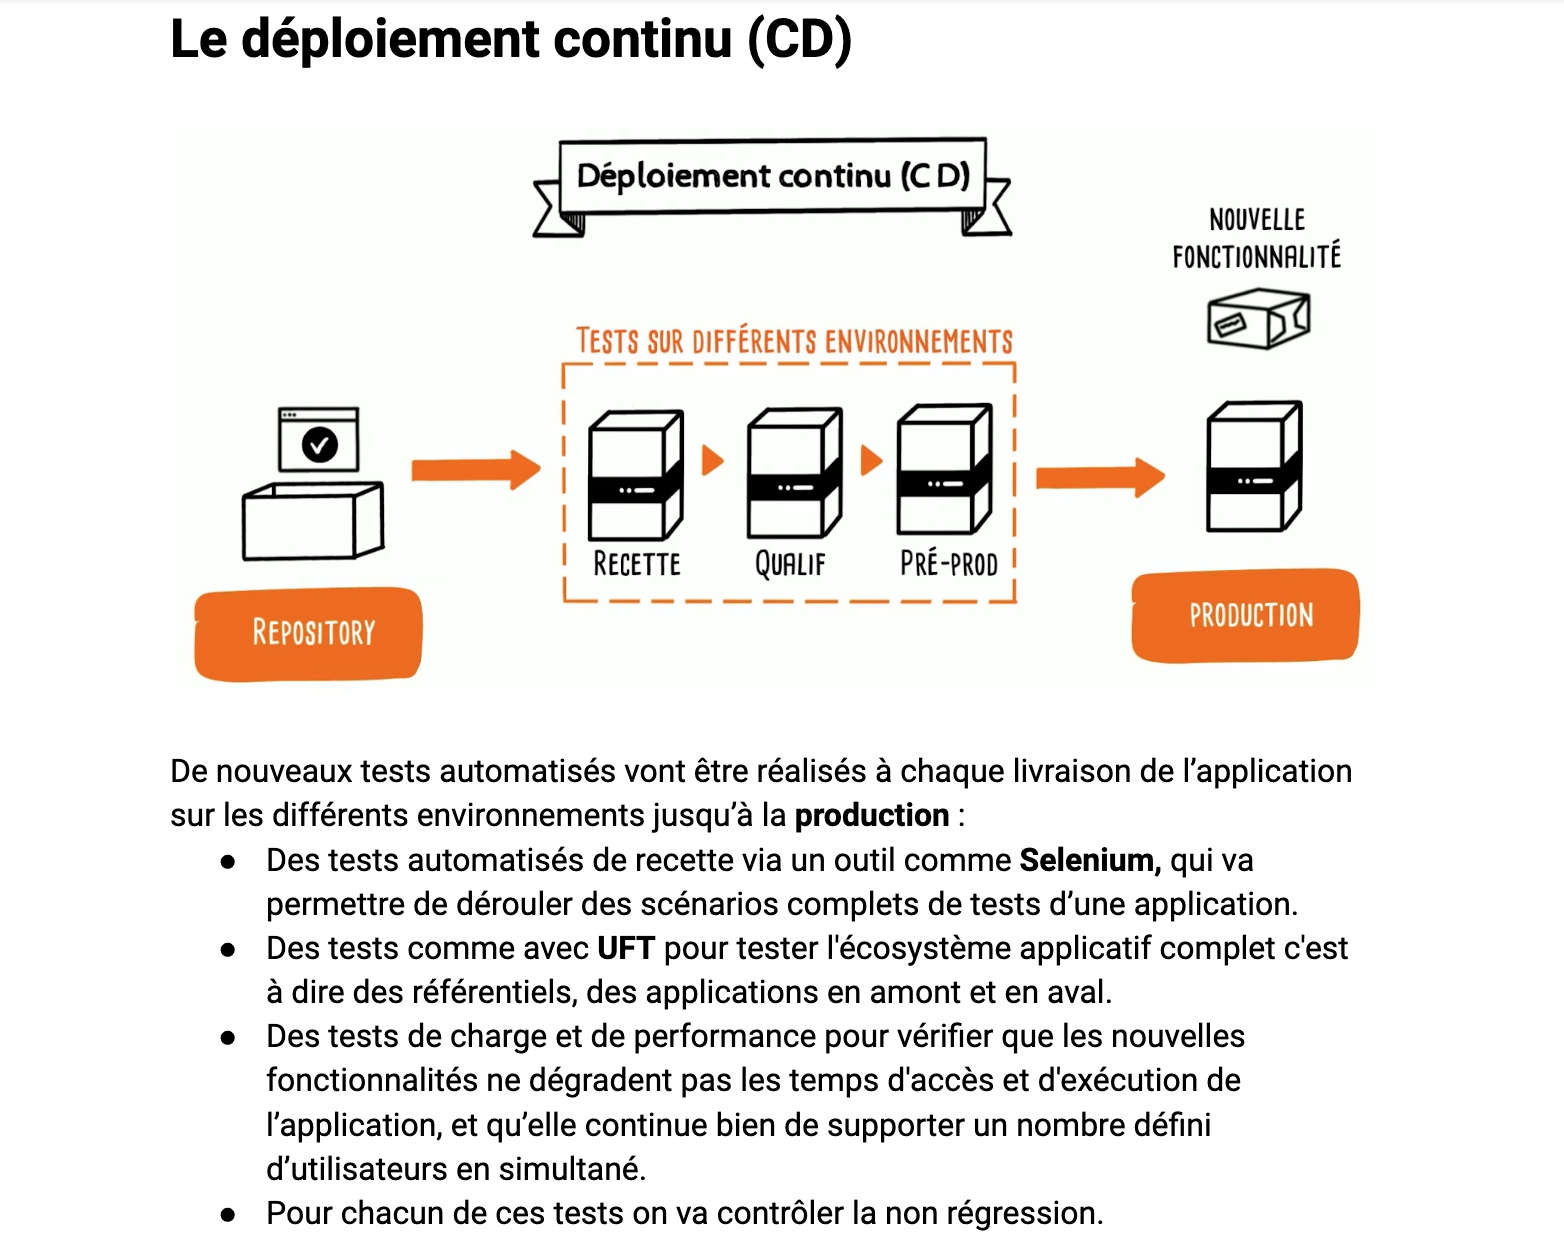 Le déploiement continu (CD)
Déploiement continu (C D)
NOUVELLE
FONCTIONNALITÉ
TESTS SUR DIFFÉRENTS ENVIRONNEMENTS
RECETTE
QUALIF
PRÉ-PROD
REPOSITORY
PRODUCTION
De nouveaux tests automatisés vont être réalisés à chaque livraison de l’application
sur les différents environnements jusqu’à la production :
● Des tests automatisés de recette via un outil comme Selenium, qui va
permettre de dérouler des scénarios complets de tests d’une application.
● Des tests comme avec UFT pour tester l'écosystème applicatif complet c'est
à dire des référentiels, des applications en amont et en aval.
● Des tests de charge et de performance pour vérifier que les nouvelles
fonctionnalités ne dégradent pas les temps d'accès et d'exécution de
l’application, et qu’elle continue bien de supporter un nombre défini
d’utilisateurs en simultané.
● Pour chacun de ces tests on va contrôler la non régression.